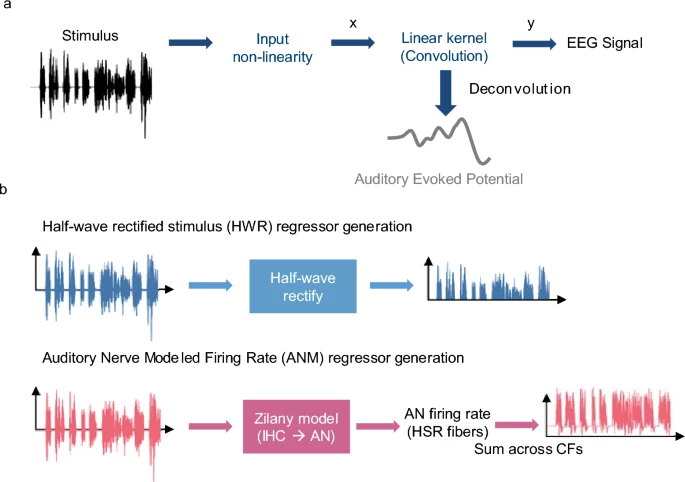 a
Stimulus
Input
non-linearity
x
Linear kernel
(Convolution)
y
EEG Signal
Deconvolution
Auditory Evoked Potential
b
Half-wave rectified stimulus (HWR) regressor generation
Half-wave
rectify
Auditory Nerve Modeled Firing Rate (ANM) regressor generation
Zilany model
(IHC → AN)
AN firing rate
(HSR fibers)
Sum across CFs